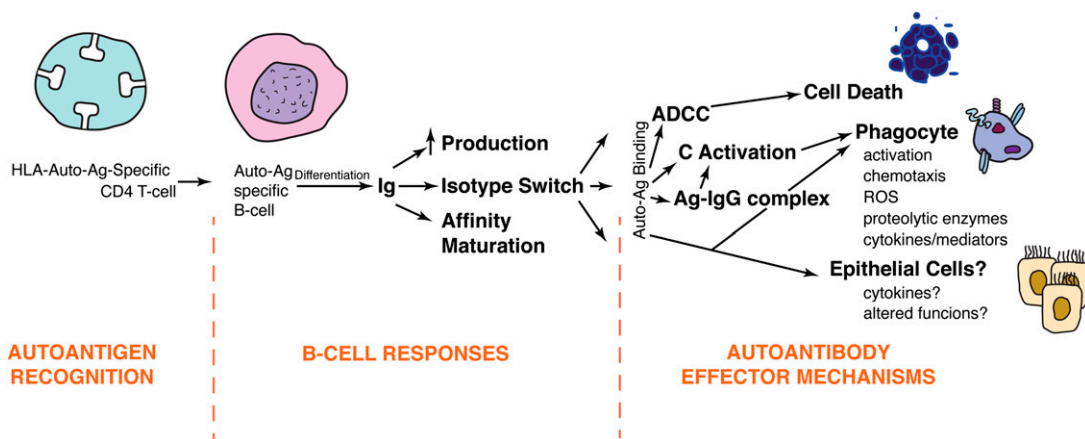 HLA-Auto-Ag-Specific
CD4 T-cell
Auto-Ag
specific
B-cell
Differentiation
Ig
Production
Isotype Switch
Affinity
Maturation
Auto-Ag Binding
ADCC
C Activation
Ag-IgG complex
Cell Death
Phagocyte
activation
chemotaxis
ROS
proteolytic enzymes
cytokines/mediators
Epithelial Cells?
cytokines?
altered funcions?
AUTOANTIGEN
RECOGNITION
B-CELL RESPONSES
AUTOANTIBODY
EFFECTOR MECHANISMS